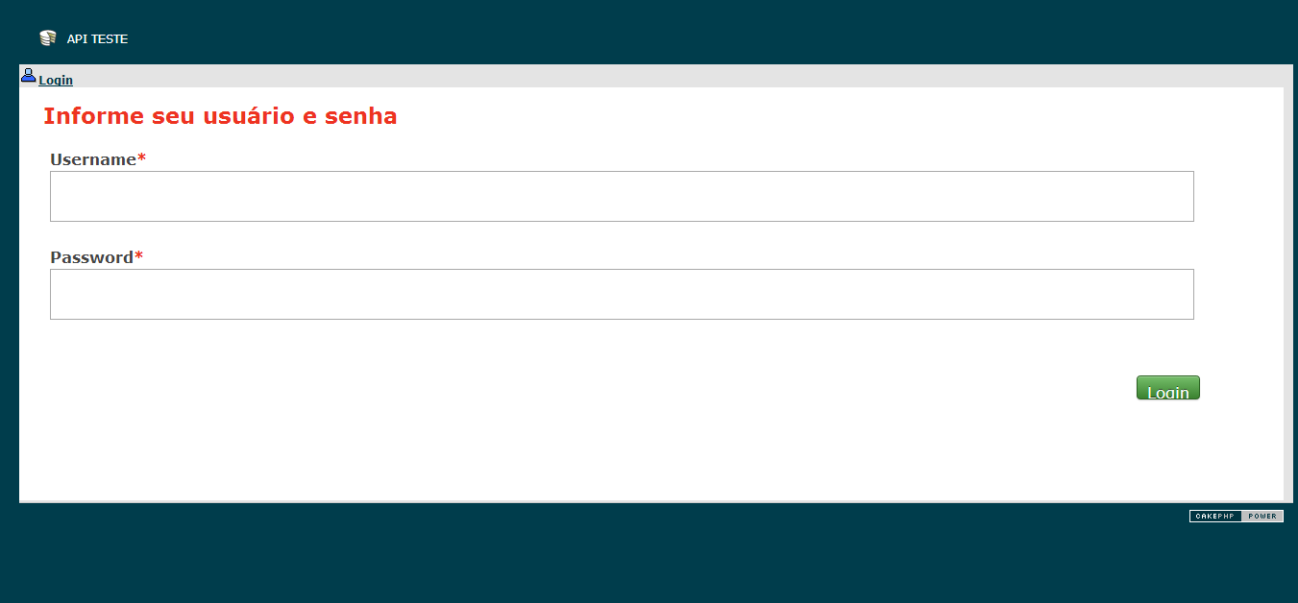 API TESTE
Login
Informe seu usuário e senha
Username*
Password*
Login
CAKEPHP POWER